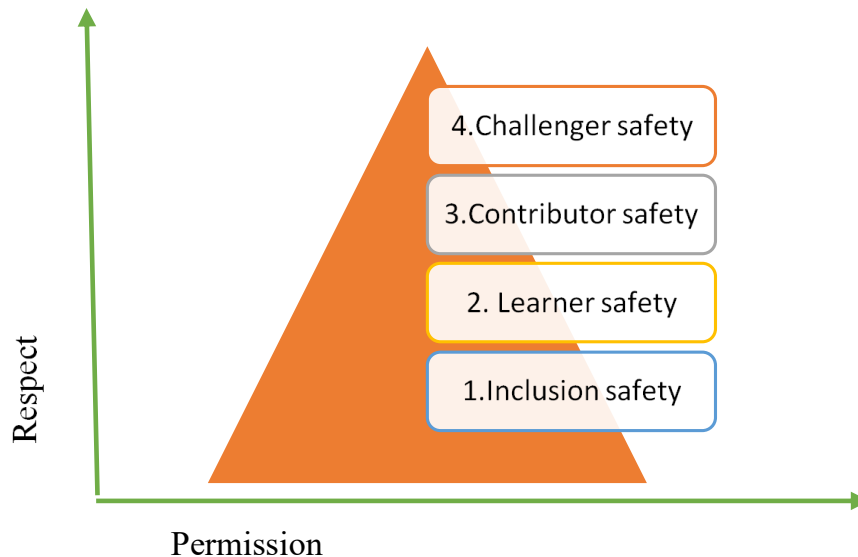 4.Challenger safety
3.Contributor safety
2. Learner safety
1.Inclusion safety
Respect
Permission